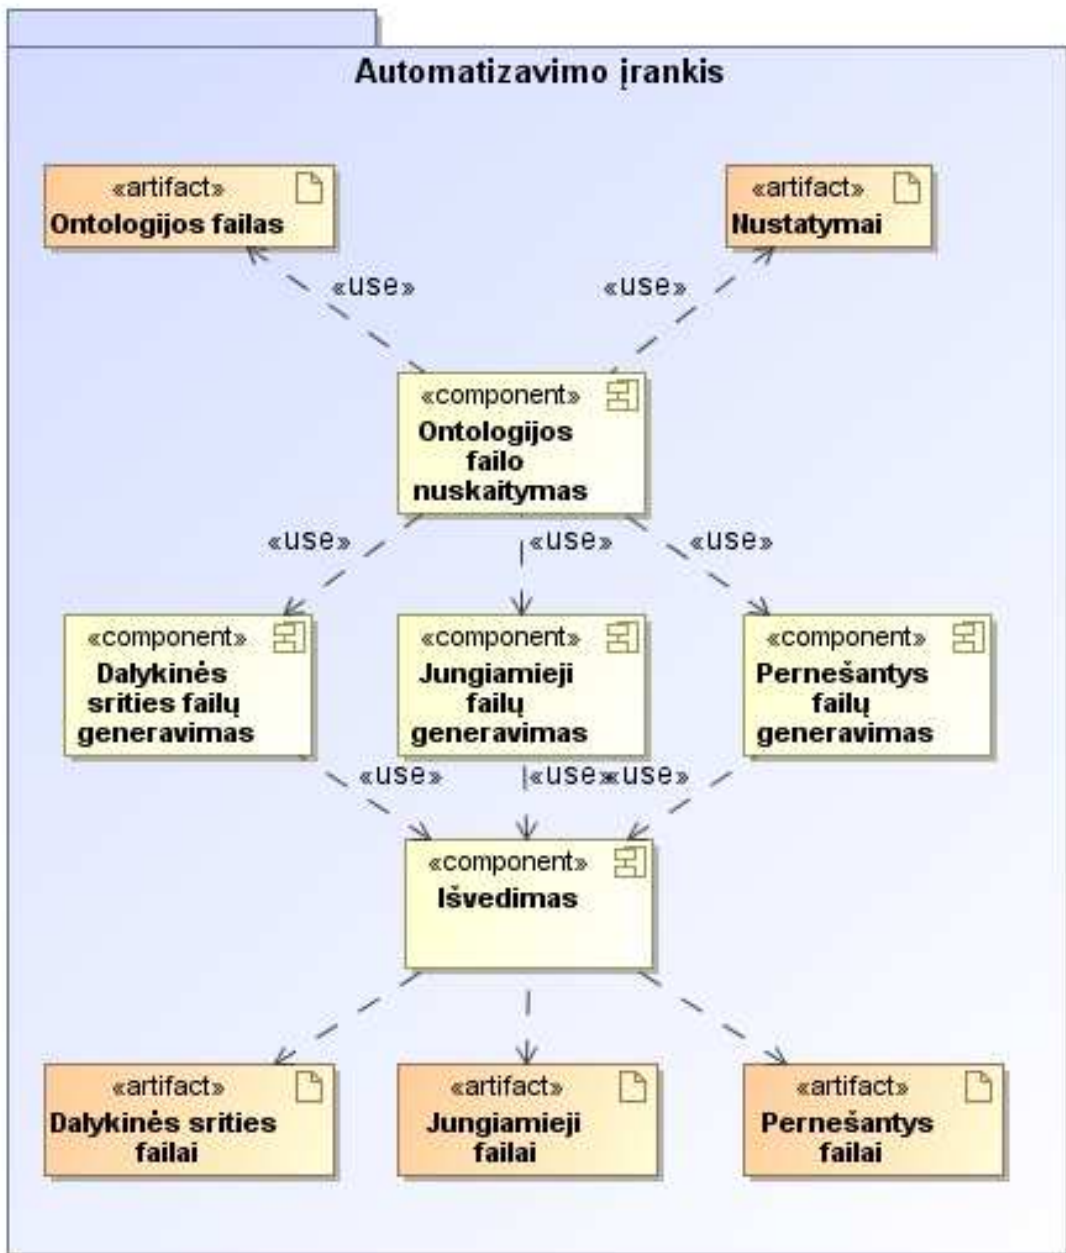 Automatizavimo įrankis
«artifact»
Ontologijos failas
«artifact»
Nustatymai
«use»
«use»
«component»
Ontologijos
failo
nuskaitymas
«use»
«use»
«use»
«component»
Dalykinės
srities failų
generavimas
«component»
Jungiamieji
failų
generavimas
«component»
Pernešantys
failų
generavimas
«use»
«use»
«use»
«component»
Išvedimas
«artifact»
Dalykinės srities
failai
«artifact»
Jungiamieji
failai
«artifact»
Pernešantys
failai